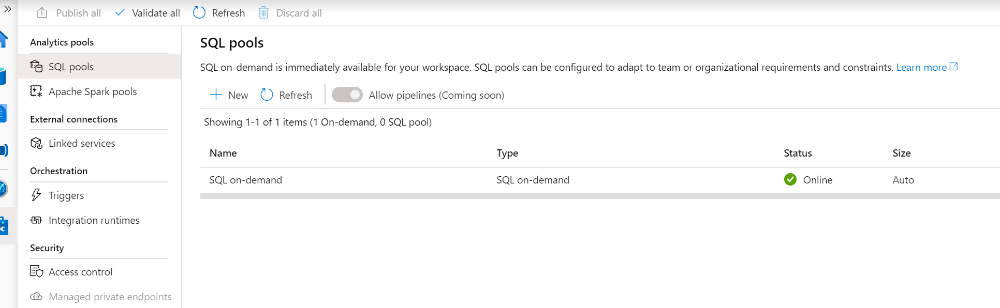 Publish all Validate all Refresh Discard all
Analytics pools
SQL pools
Apache Spark pools
External connections
Linked services
Orchestration
Triggers
Integration runtimes
Security
Access control
Managed private endpoints
SQL pools
SQL on-demand is immediately available for your workspace. SQL pools can be configured to adapt to team or organizational requirements and constraints. Learn more
New Refresh Allow pipelines (Coming soon)
Showing 1-1 of 1 items (1 On-demand, 0 SQL pool)
Name Type Status Size
SQL on-demand SQL on-demand Online Auto